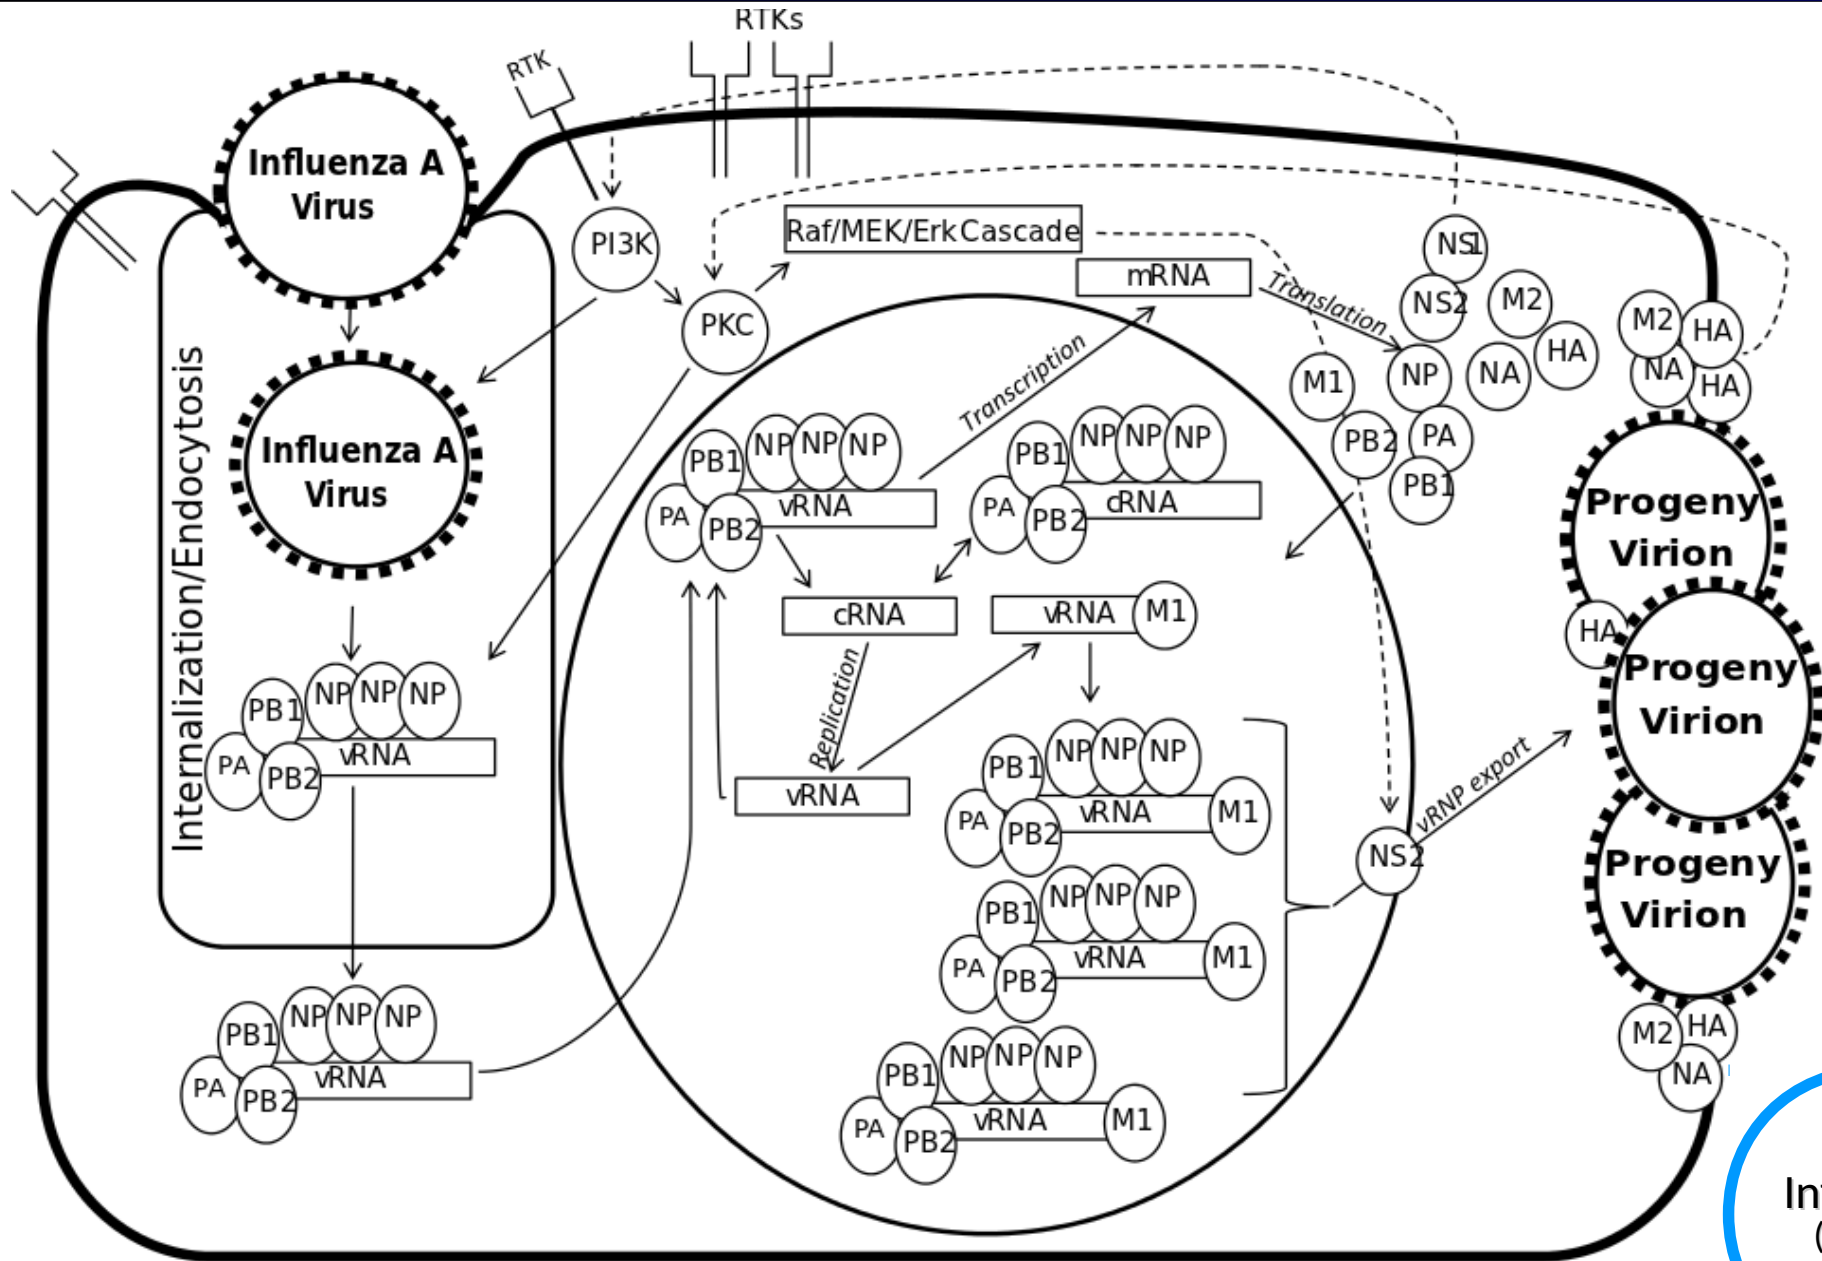 RTKs
RTK
Influenza A
Virus
PI3K
Raf/MEK/Erk Cascade
mRNA
Translation
PKC
NS1
NS2
M2
HA
NP
NA
M1
PB2
PA
PB1
M2
HA
NA
HA
Internalization/Endocytosis
Influenza A
Virus
Transcription
PB1
NP
NP
NP
PA
PB2
vRNA
PB1
NP
NP
NP
PA
PB2
cRNA
cRNA
vRNA
M1
Replication
vRNA
PB1
NP
NP
NP
PA
PB2
vRNA
PB1
NP
NP
NP
PA
PB2
vRNA
M1
PB1
NP
NP
NP
PA
PB2
vRNA
M1
PB1
NP
NP
NP
PA
PB2
vRNA
M1
NS2
vRNP export
Progeny
Virion
HA
Progeny
Virion
Progeny
Virion
M2
HA
NA
PB1
NP
NP
NP
PA
PB2
vRNA